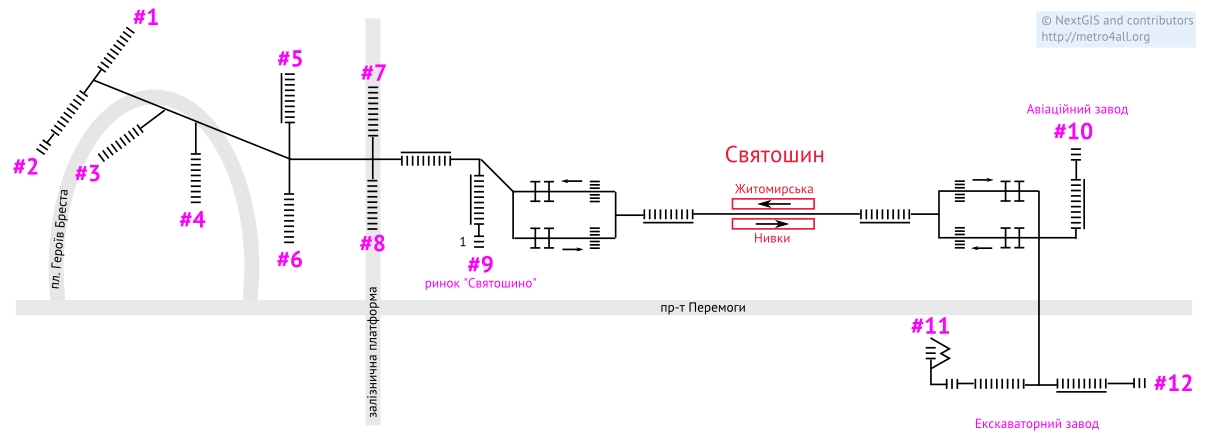 © NextGIS and contributors
http://metro4all.org
#1
#5
#7
#2
#3
#4
#6
#8
пл. Героїв Бреста
залізнична платформа
1
#9
ринок "Святошино"
Святошин
Житомирська
Нивки
Авіаційний завод
#10
пр-т Перемоги
#11
#12
Екскаваторний завод